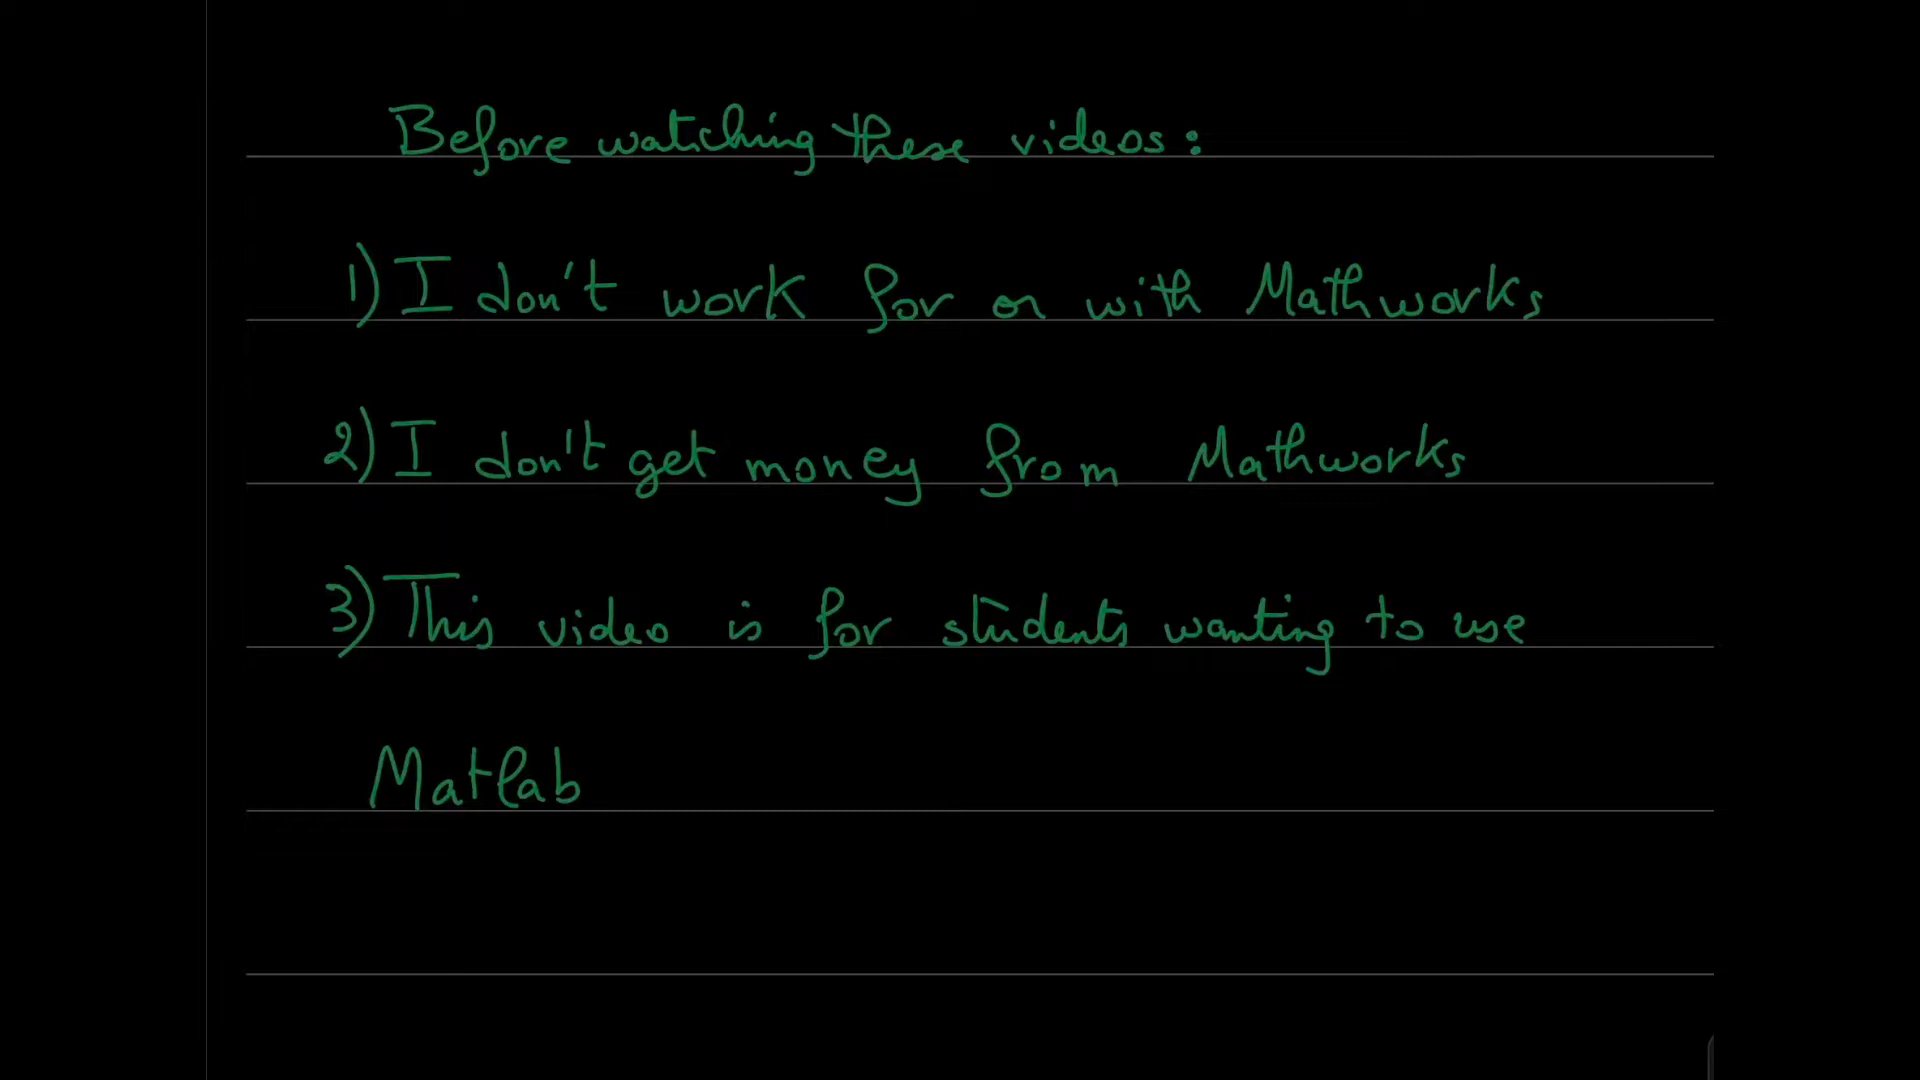 Before watching these videos:
1) I don't work for or with Mathworks
2) I don't get money from Mathworks
3) This video is for students wanting to use
Matlab